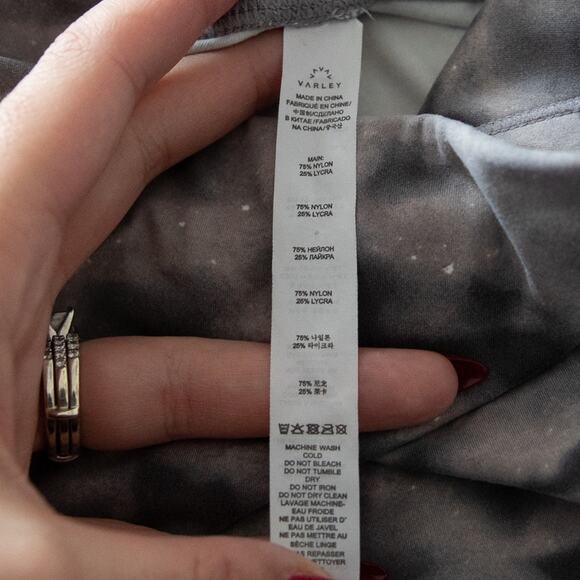 VARLEY
MADE IN CHINA
FABRIQUÉ EN CHINE/
中国制/СДЕЛАНО
В КИТАЕ/FABRICADO
NA CHINA/중국산
MAIN:
75% NYLON
25% LYCRA
75% NYLON
25% LYCRA
75% НЕЙЛОН
25% ЛАЙКРА
75% NYLON
25% LYCRA
75% 나일론
25% 라이크라
75% 尼龙
25% 莱卡
MACHINE WASH
COLD
DO NOT BLEACH
DO NOT TUMBLE
DRY
DO NOT IRON
DO NOT DRY CLEAN
LAVAGE MACHINE-
EAU FROIDE
NE PAS UTILISER D'
EAU DE JAVEL
NE PAS METTRE AU
SÈCHE LINGE
REPASSER